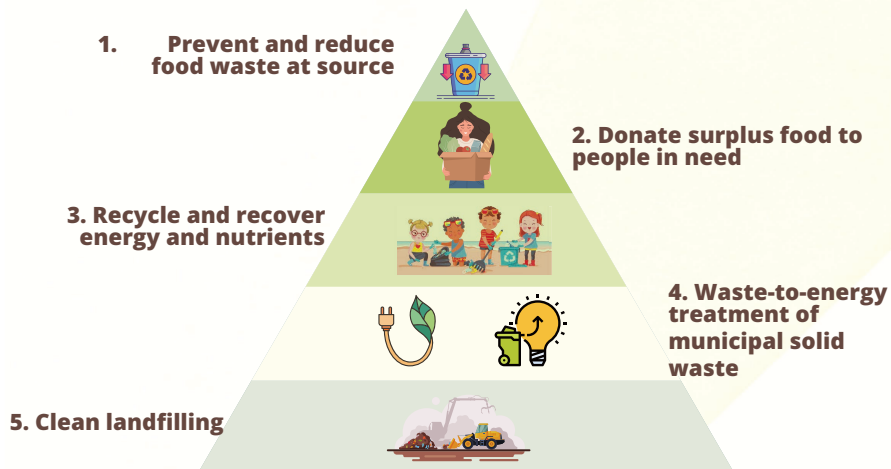 1. Prevent and reduce
food waste at source
2. Donate surplus food to
people in need
3. Recycle and recover
energy and nutrients
4. Waste-to-energy
treatment of
municipal solid
waste
5. Clean landfilling